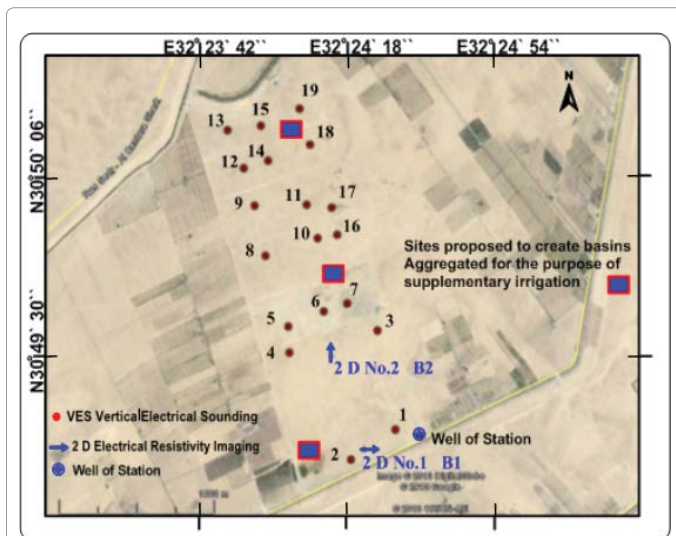 E32° 23` 42`` E32° 24` 18`` E32° 24` 54``
N
19
15
13
18
14
12
N30° 50` 06``
9
11
17
10
16
8
Sites proposed to create basins
Aggregated for the purpose of
supplementary irrigation
7
6
5
3
4
N30° 49` 30``
2 D No.2 B2
1
Well of Station
2
2 D No.1 B1
VES Vertical Electrical Sounding
2 D Electrical Resistivity Imaging
Well of Station